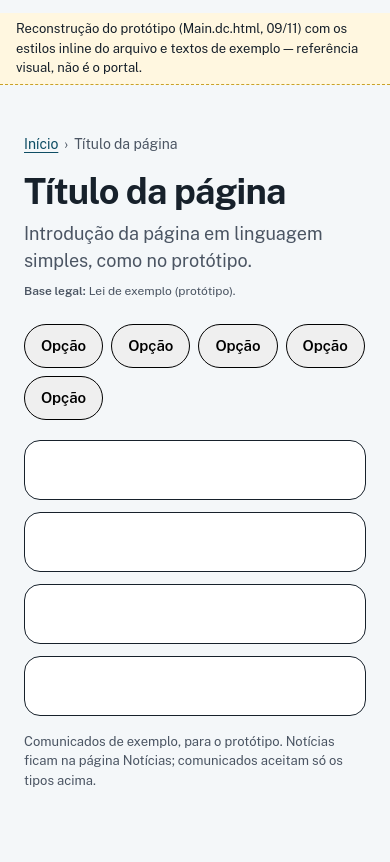 Reconstrução do protótipo (Main.dc.html, 09/11) com os
estilos inline do arquivo e textos de exemplo — referência
visual, não é o portal.
Início › Título da página
Título da página
Introdução da página em linguagem
simples, como no protótipo.
Base legal: Lei de exemplo (protótipo).
Opção Opção Opção Opção
Opção
Comunicados de exemplo, para o protótipo. Notícias
ficam na página Notícias; comunicados aceitam só os
tipos acima.